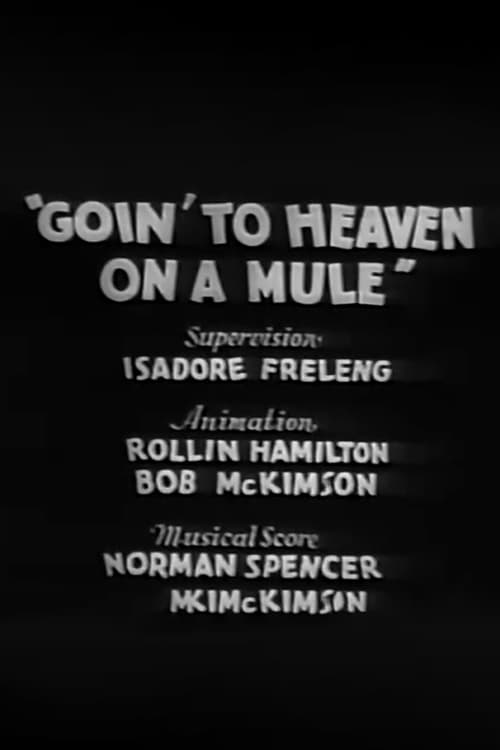 "GOIN' TO HEAVEN
ON A MULE"
Supervision
ISADORE FRELENG
Animation
ROLLIN HAMILTON
BOB McKIMSON
Musical Score
NORMAN SPENCER
MKIMcKIMSON